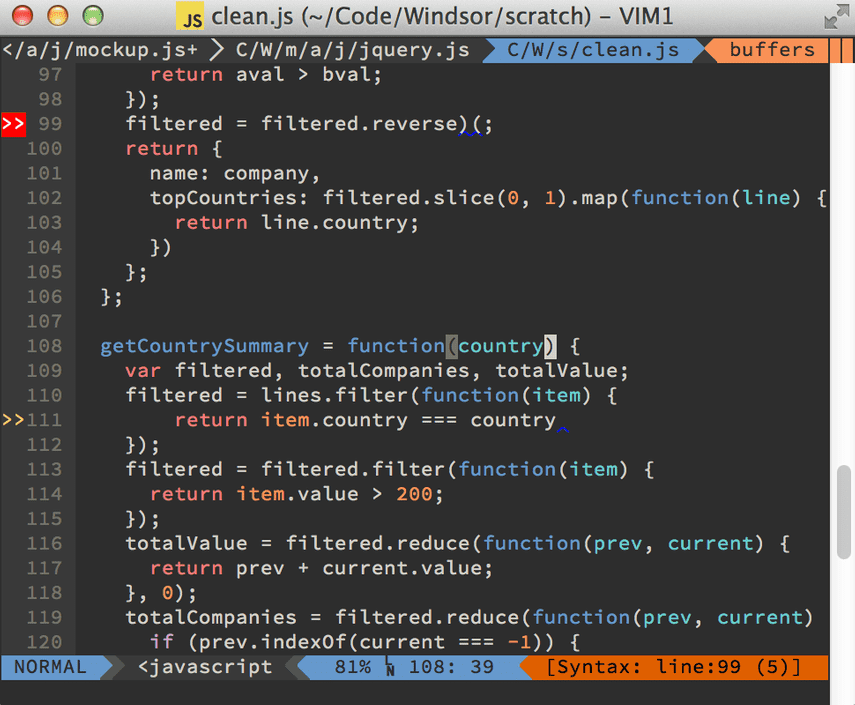 JS clean.js (~/Code/Windsor/scratch) – VIM1
</a/j/mockup.js+ C/W/m/a/j/jquery.js C/W/s/clean.js buffers
97 return aval > bval;
98 });
>> 99 filtered = filtered.reverse)(;
100 return {
101 name: company,
102 topCountries: filtered.slice(0, 1).map(function(line) {
103 return line.country;
104 })
105 };
106 };
107
108 getCountrySummary = function(country) {
109 var filtered, totalCompanies, totalValue;
110 filtered = lines.filter(function(item) {
>>111 return item.country === country
112 });
113 filtered = filtered.filter(function(item) {
114 return item.value > 200;
115 });
116 totalValue = filtered.reduce(function(prev, current) {
117 return prev + current.value;
118 }, 0);
119 totalCompanies = filtered.reduce(function(prev, current)
120 if (prev.indexOf(current === -1)) {
NORMAL <javascript 81% LN 108: 39 [Syntax: line:99 (5)]